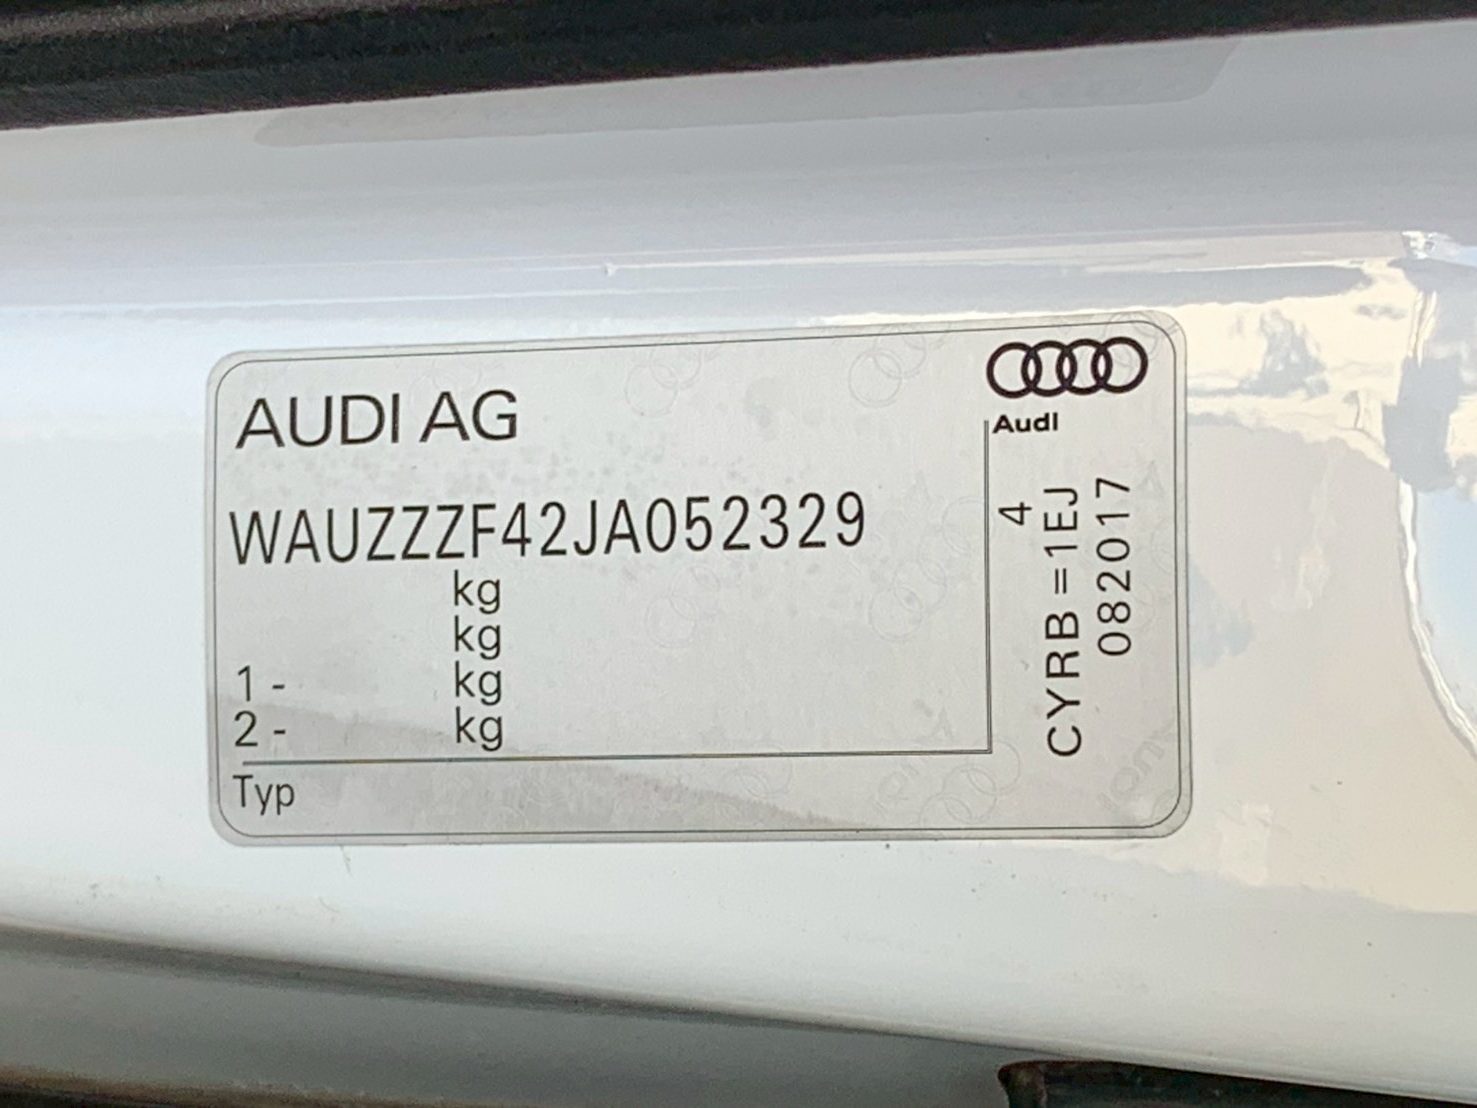 AUDI AG
Audi
WAUZZZF42JA052329
kg
kg
1 - kg
2 - kg
Typ
4
CYRB =1EJ
082017